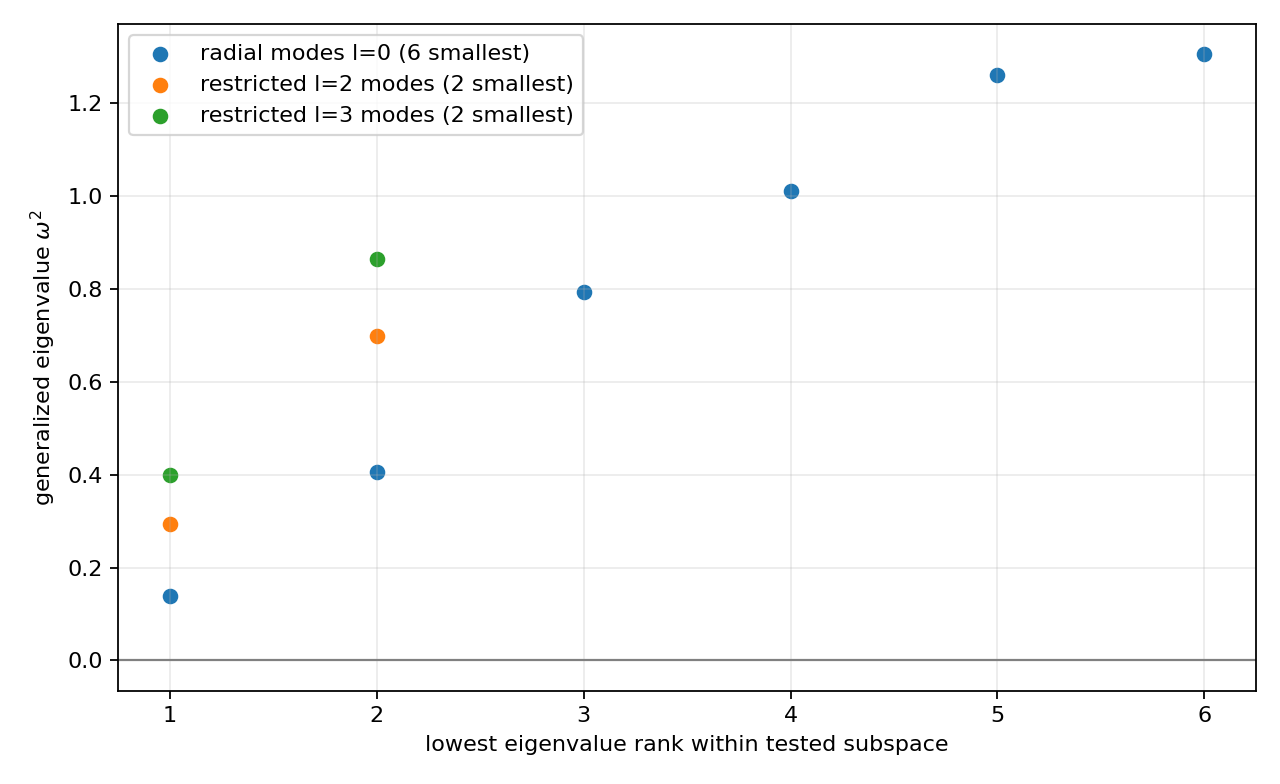 radial modes l=0 (6 smallest)
restricted l=2 modes (2 smallest)
restricted l=3 modes (2 smallest)
generalized eigenvalue ω²
1.2
1.0
0.8
0.6
0.4
0.2
0.0
1 2 3 4 5 6
lowest eigenvalue rank within tested subspace